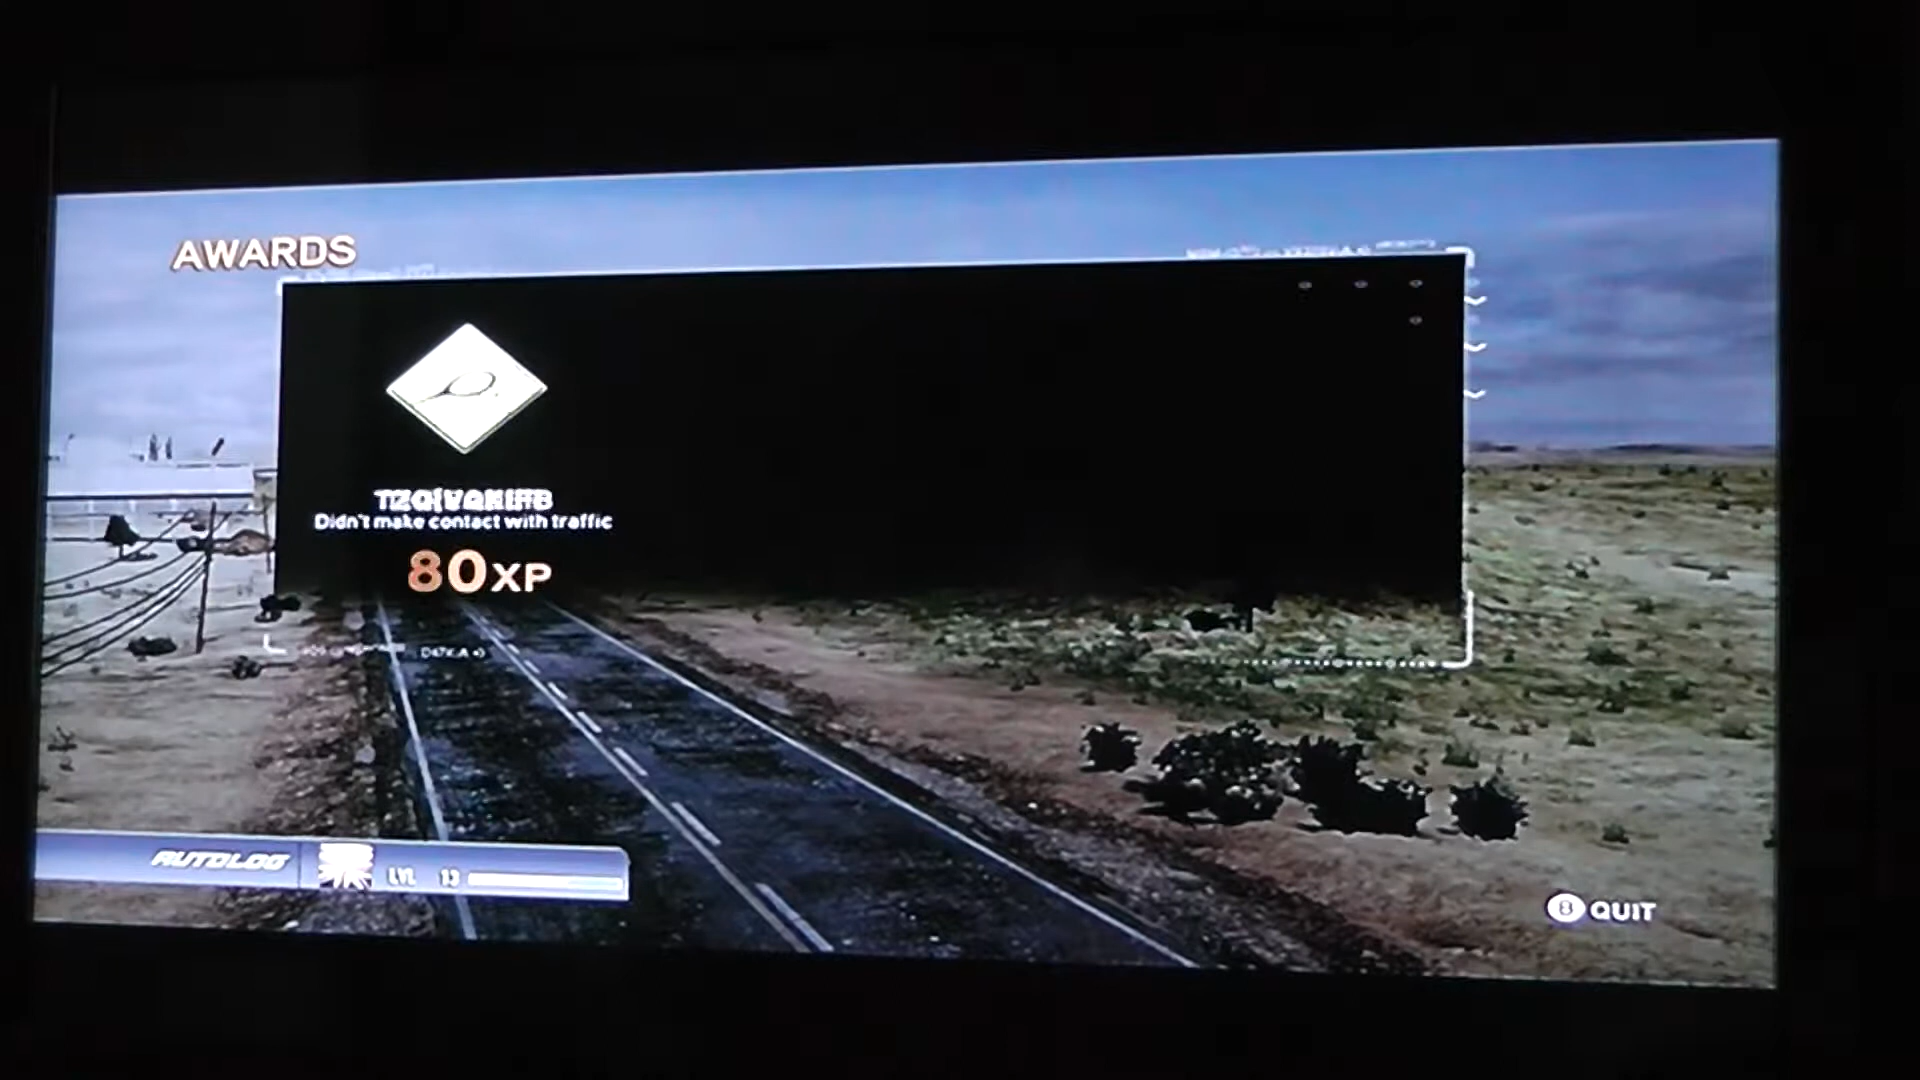 AWARDS
Didn't make contact with traffic
80XP
AUTOLOG
LVL 13
B QUIT